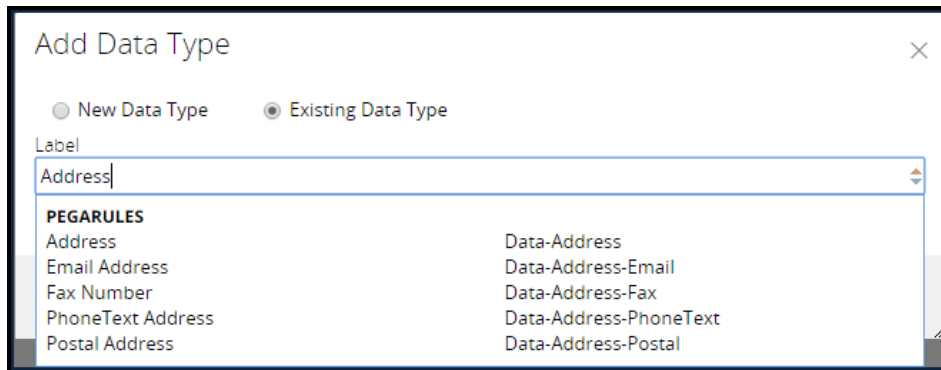 Add Data Type
New Data Type Existing Data Type
Label
Address
PEGARULES
Address Data-Address
Email Address Data-Address-Email
Fax Number Data-Address-Fax
PhoneText Address Data-Address-PhoneText
Postal Address Data-Address-Postal